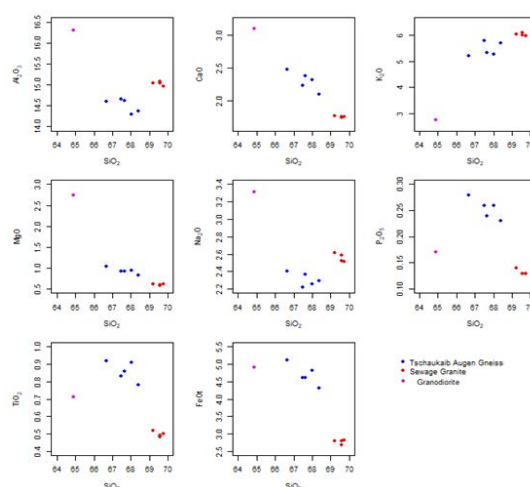 Al2O3
14.0 14.5 15.0 15.5 16.0 16.5
64 65 66 67 68 69 70
SiO2
CaO
2.0 2.5 3.0
64 65 66 67 68 69 70
SiO2
K2O
3 4 5 6
64 65 66 67 68 69 70
SiO2
MgO
0.5 1.0 1.5 2.0 2.5 3.0
64 65 66 67 68 69 70
SiO2
Na2O
2.2 2.4 2.6 2.8 3.0 3.2 3.4
64 65 66 67 68 69 70
SiO2
P2O5
0.10 0.15 0.20 0.25 0.30
64 65 66 67 68 69 70
SiO2
TiO2
0.4 0.5 0.6 0.7 0.8 0.9 1.0
64 65 66 67 68 69 70
SiO2
FeOt
2.5 3.0 3.5 4.0 4.5 5.0 5.5
64 65 66 67 68 69 70
SiO2
Tschaukaib Augen Gneiss
Sewage Granite
Granodiorite